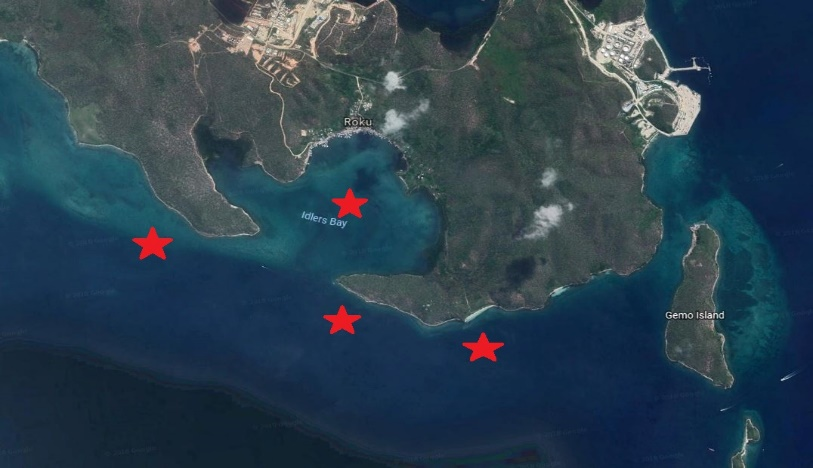 Roku
Idlers Bay
Gemo Island